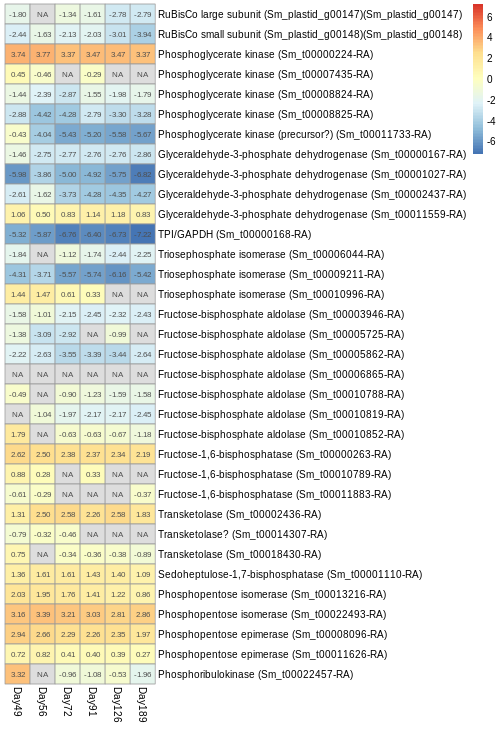 -1.80 NA -1.34 -1.61 -2.78 -2.79 RuBisCo large subunit (Sm_plastid_g00147)(Sm_plastid_g00147)
-2.44 -1.63 -2.13 -2.03 -3.01 -3.94 RuBisCo small subunit (Sm_plastid_g00148)(Sm_plastid_g00148)
3.74 3.77 3.37 3.47 3.47 3.37 Phosphoglycerate kinase (Sm_t00000224-RA)
0.45 -0.46 NA -0.29 NA NA Phosphoglycerate kinase (Sm_t00007435-RA)
-1.44 -2.39 -2.87 -1.55 -1.98 -1.79 Phosphoglycerate kinase (Sm_t00008824-RA)
-2.88 -4.42 -4.28 -2.79 -3.30 -3.28 Phosphoglycerate kinase (Sm_t00008825-RA)
-0.43 -4.04 -5.43 -5.20 -5.58 -5.67 Phosphoglycerate kinase (precursor?) (Sm_t00011733-RA)
-1.46 -2.75 -2.77 -2.76 -2.76 -2.86 Glyceraldehyde-3-phosphate dehydrogenase (Sm_t00000167-RA)
-5.98 -3.86 -5.00 -4.92 -5.75 -6.82 Glyceraldehyde-3-phosphate dehydrogenase (Sm_t00001027-RA)
-2.61 -1.62 -3.73 -4.28 -4.35 -4.27 Glyceraldehyde-3-phosphate dehydrogenase (Sm_t00002437-RA)
1.06 0.50 0.83 1.14 1.18 0.83 Glyceraldehyde-3-phosphate dehydrogenase (Sm_t00011559-RA)
-5.32 -5.87 -6.76 -6.40 -6.73 -7.22 TPI/GAPDH (Sm_t00000168-RA)
-1.84 NA -1.12 -1.74 -2.44 -2.25 Triosephosphate isomerase (Sm_t00006044-RA)
-4.31 -3.71 -5.57 -5.74 -6.16 -5.42 Triosephosphate isomerase (Sm_t00009211-RA)
1.44 1.47 0.61 0.33 NA NA Triosephosphate isomerase (Sm_t00010996-RA)
-1.58 -1.01 -2.15 -2.45 -2.32 -2.43 Fructose-bisphosphate aldolase (Sm_t00003946-RA)
-1.38 -3.09 -2.92 NA -0.99 NA Fructose-bisphosphate aldolase (Sm_t00005725-RA)
-2.22 -2.63 -3.55 -3.39 -3.44 -2.64 Fructose-bisphosphate aldolase (Sm_t00005862-RA)
NA NA NA NA NA NA Fructose-bisphosphate aldolase (Sm_t00006865-RA)
-0.49 NA -0.90 -1.23 -1.59 -1.58 Fructose-bisphosphate aldolase (Sm_t00010788-RA)
NA -1.04 -1.97 -2.17 -2.17 -2.45 Fructose-bisphosphate aldolase (Sm_t00010819-RA)
1.79 NA -0.63 -0.63 -0.67 -1.18 Fructose-bisphosphate aldolase (Sm_t00010852-RA)
2.62 2.50 2.38 2.37 2.34 2.19 Fructose-1,6-bisphosphatase (Sm_t00000263-RA)
0.88 0.28 NA 0.33 NA NA Fructose-1,6-bisphosphatase (Sm_t00010789-RA)
-0.61 -0.29 NA NA NA -0.37 Fructose-1,6-bisphosphatase (Sm_t00011883-RA)
1.31 2.50 2.58 2.26 2.58 1.83 Transketolase (Sm_t00002436-RA)
-0.79 -0.32 -0.46 NA NA NA Transketolase? (Sm_t00014307-RA)
0.75 NA -0.34 -0.36 -0.38 -0.89 Transketolase (Sm_t00018430-RA)
1.36 1.61 1.61 1.43 1.40 1.09 Sedoheptulose-1,7-bisphosphatase (Sm_t00001110-RA)
2.03 1.95 1.76 1.41 1.22 0.86 Phosphopentose isomerase (Sm_t00013216-RA)
3.16 3.39 3.21 3.03 2.81 2.86 Phosphopentose isomerase (Sm_t00022493-RA)
2.94 2.66 2.29 2.26 2.35 1.97 Phosphopentose epimerase (Sm_t00008096-RA)
0.72 0.82 0.41 0.40 0.39 0.27 Phosphopentose epimerase (Sm_t00011626-RA)
3.32 NA -0.96 -1.08 -0.53 -1.96 Phosphoribulokinase (Sm_t00022457-RA)
Day49 Day56 Day72 Day91 Day126 Day189
6
4
2
0
-2
-4
-6